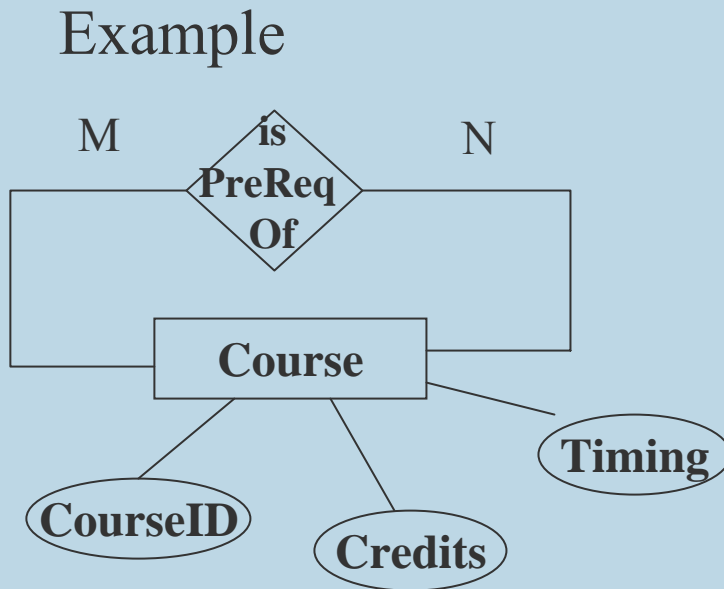 Example
M
is
N
PreReq
Of
Course
Timing
CourseID
Credits